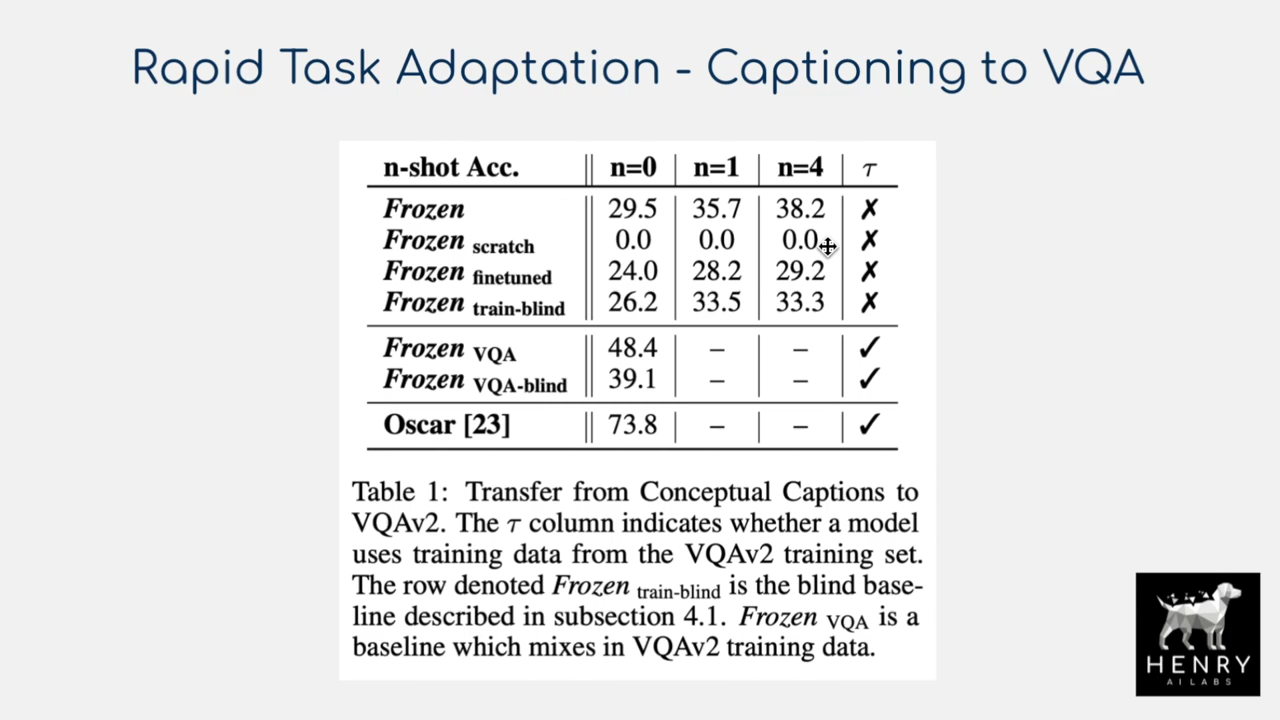 Rapid Task Adaptation - Captioning to VQA
n-shot Acc. n=0 n=1 n=4 τ
Frozen 29.5 35.7 38.2 ✗
Frozen scratch 0.0 0.0 0.0 ✗
Frozen finetuned 24.0 28.2 29.2 ✗
Frozen train-blind 26.2 33.5 33.3 ✗
Frozen VQA 48.4 – – ✓
Frozen VQA-blind 39.1 – – ✓
Oscar [23] 73.8 – – ✓
Table 1: Transfer from Conceptual Captions to
VQAv2. The τ column indicates whether a model
uses training data from the VQAv2 training set.
The row denoted Frozen train-blind is the blind base-
line described in subsection 4.1. Frozen VQA is a
baseline which mixes in VQAv2 training data.
HENRY
AI LABS